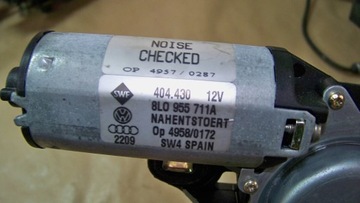 NOISE
CHECKED
OP 4957/0287
SWF
404.430 12V
8L0 955 711A
NAHENTSTOERT
Op 4958/0172
2209
SW4 SPAIN